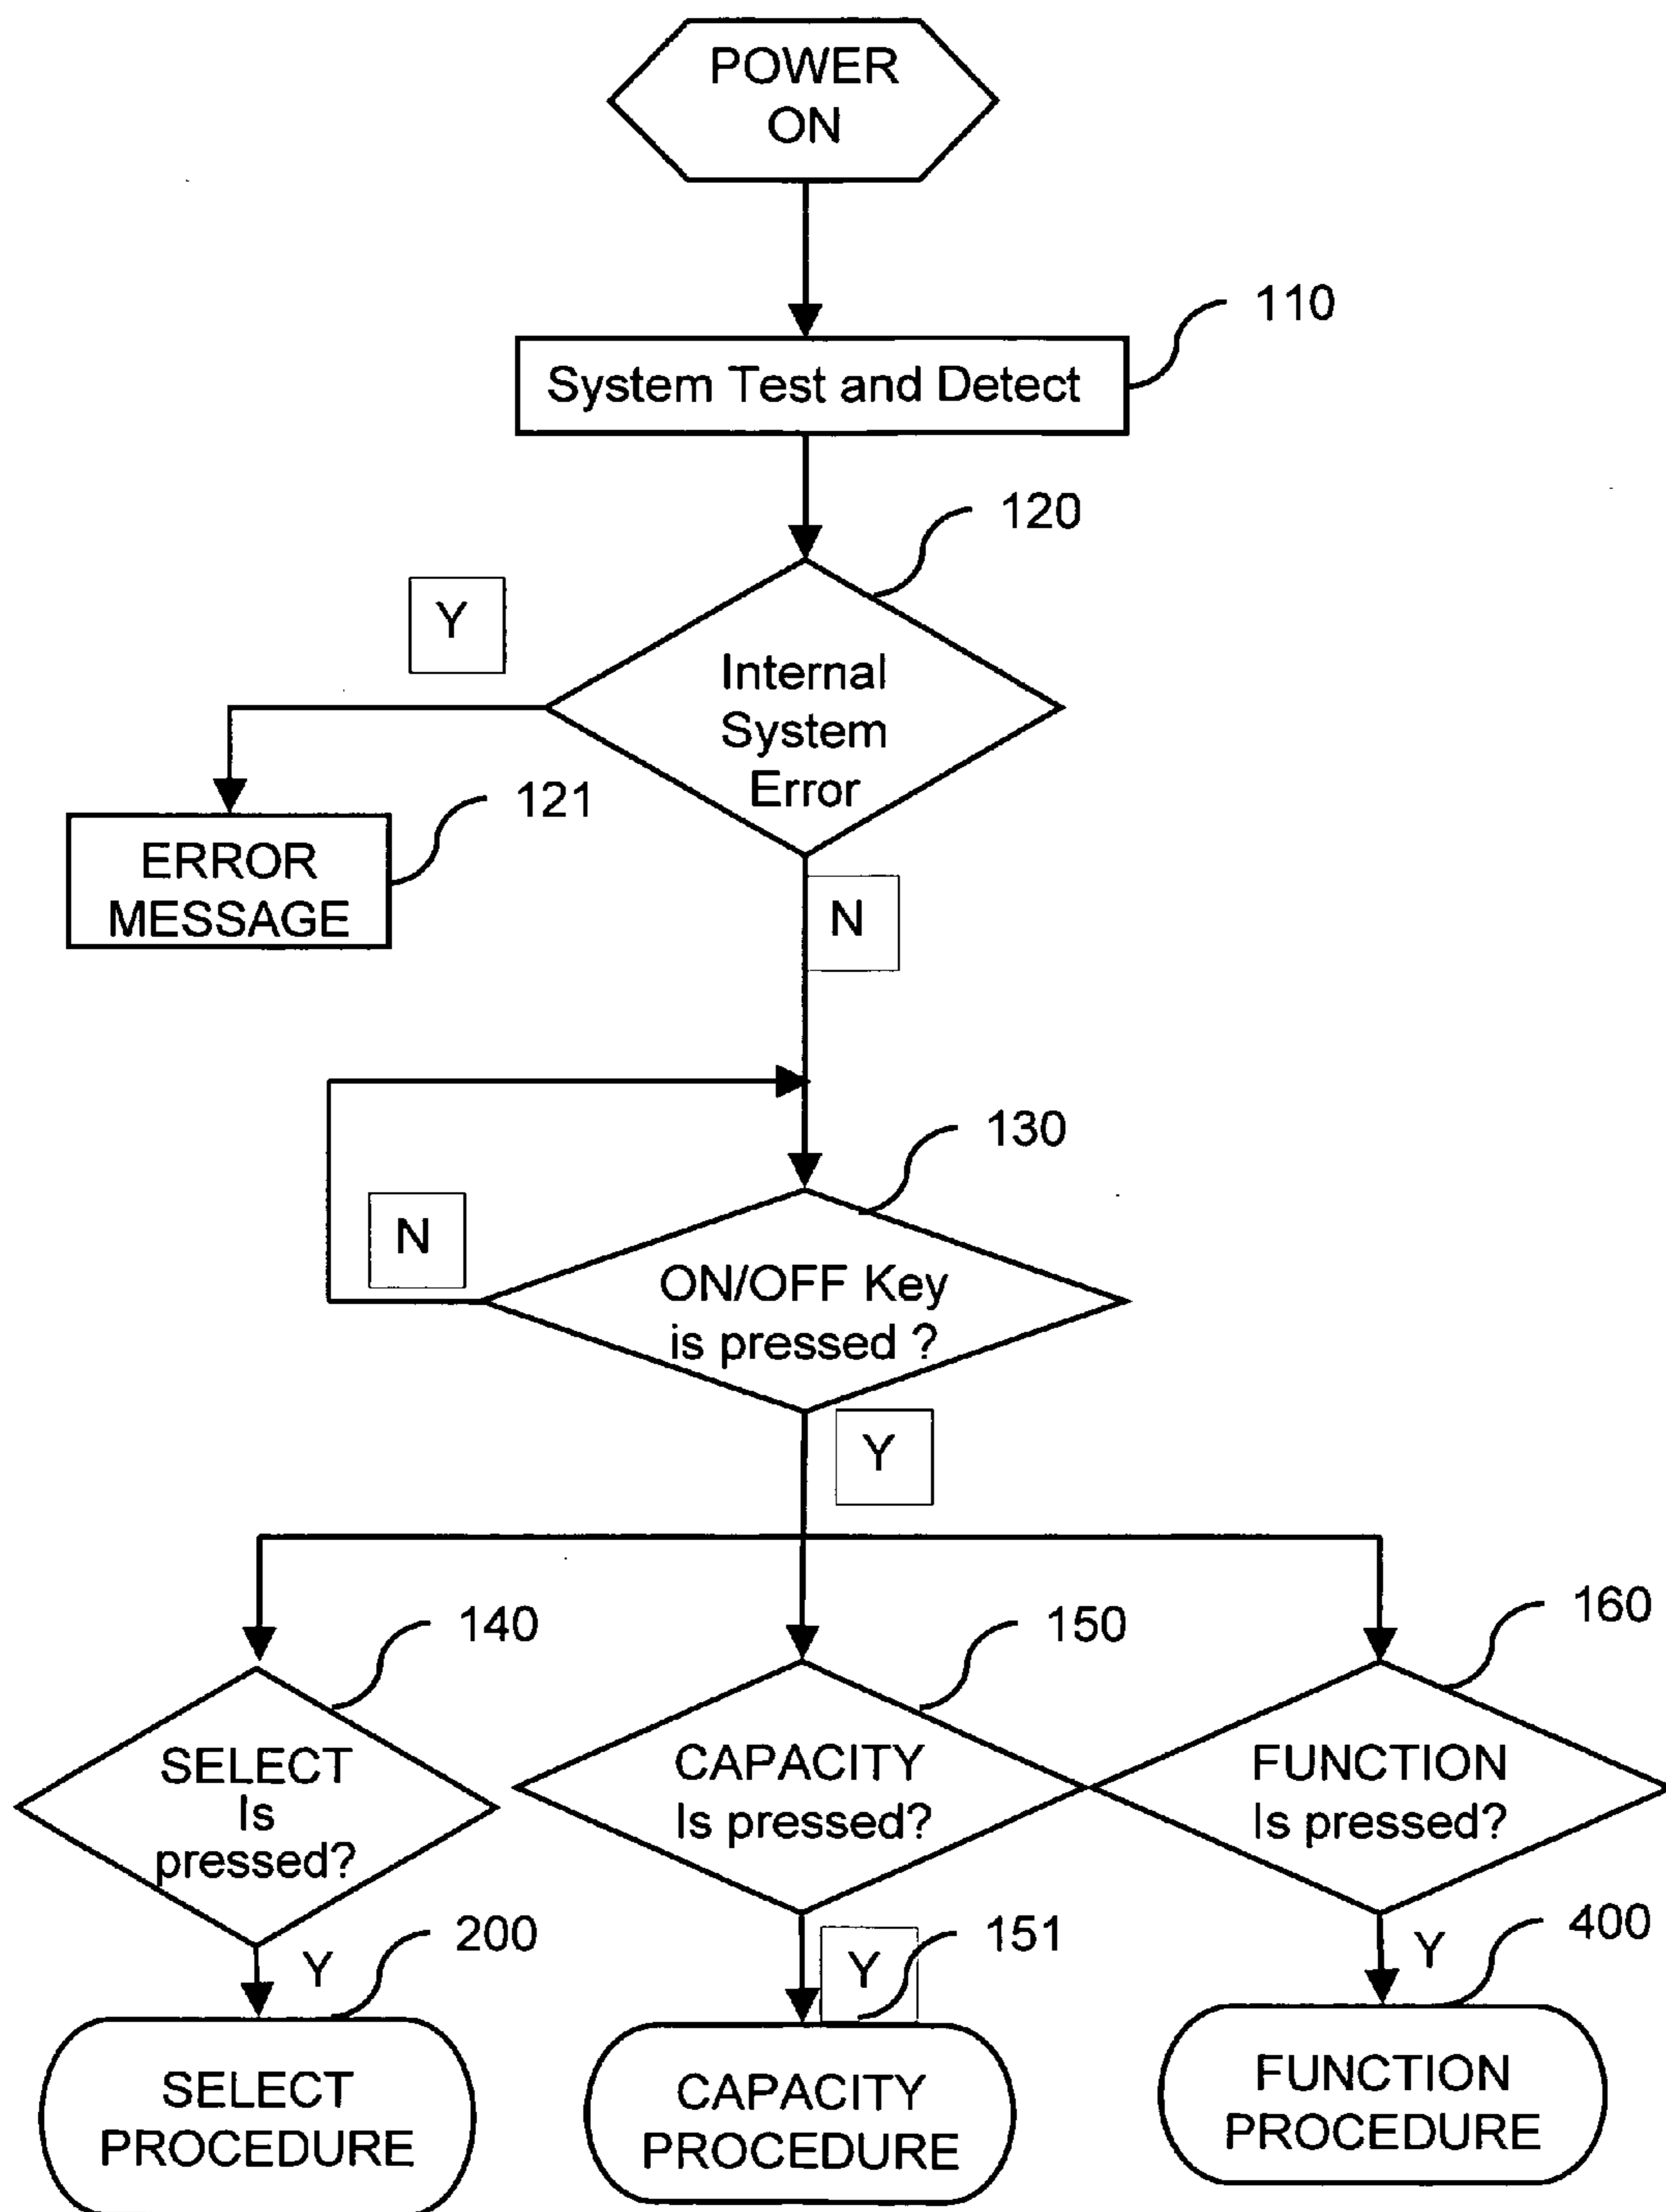 POWER
ON
110
System Test and Detect
120
Y
Internal
System
Error
121
ERROR
MESSAGE
N
130
N
ON/OFF Key
is pressed ?
Y
140
150
160
SELECT
Is
pressed?
CAPACITY
Is pressed?
FUNCTION
Is pressed?
200
151
400
Y
Y
Y
SELECT
PROCEDURE
CAPACITY
PROCEDURE
FUNCTION
PROCEDURE